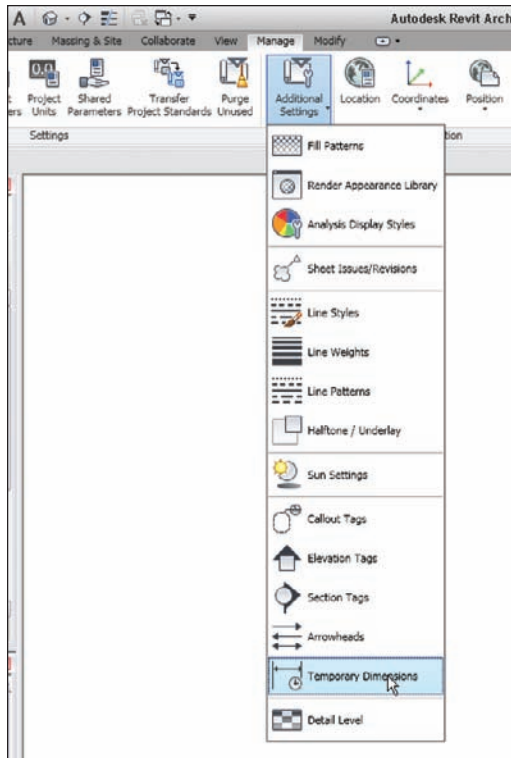 A
Autodesk Revit Arch
cture Massing & Site Collaborate View Manage Modify
t Project Shared Transfer Purge Additional Location Coordinates Position
ers Units Parameters Project Standards Unused Settings
Settings tion
Fill Patterns
Render Appearance Library
Analysis Display Styles
Sheet Issues/Revisions
Line Styles
Line Weights
Line Patterns
Halftone / Underlay
Sun Settings
Callout Tags
Elevation Tags
Section Tags
Arrowheads
Temporary Dimensions
Detail Level